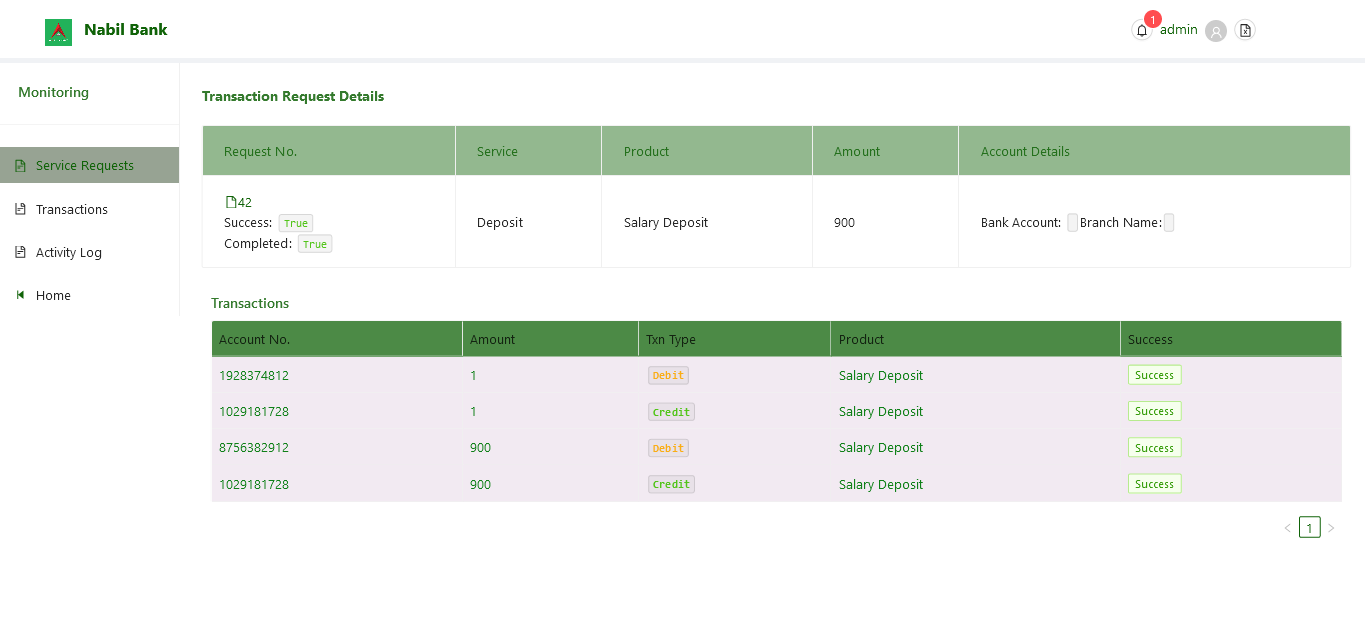 Nabil Bank
1
admin
Monitoring
Service Requests
Transactions
Activity Log
Home
Transaction Request Details
Request No. Service Product Amount Account Details
42
Success: True
Completed: True
Deposit Salary Deposit 900 Bank Account: Branch Name:
Transactions
Account No. Amount Txn Type Product Success
1928374812 1 Debit Salary Deposit Success
1029181728 1 Credit Salary Deposit Success
8756382912 900 Debit Salary Deposit Success
1029181728 900 Credit Salary Deposit Success
< 1 >